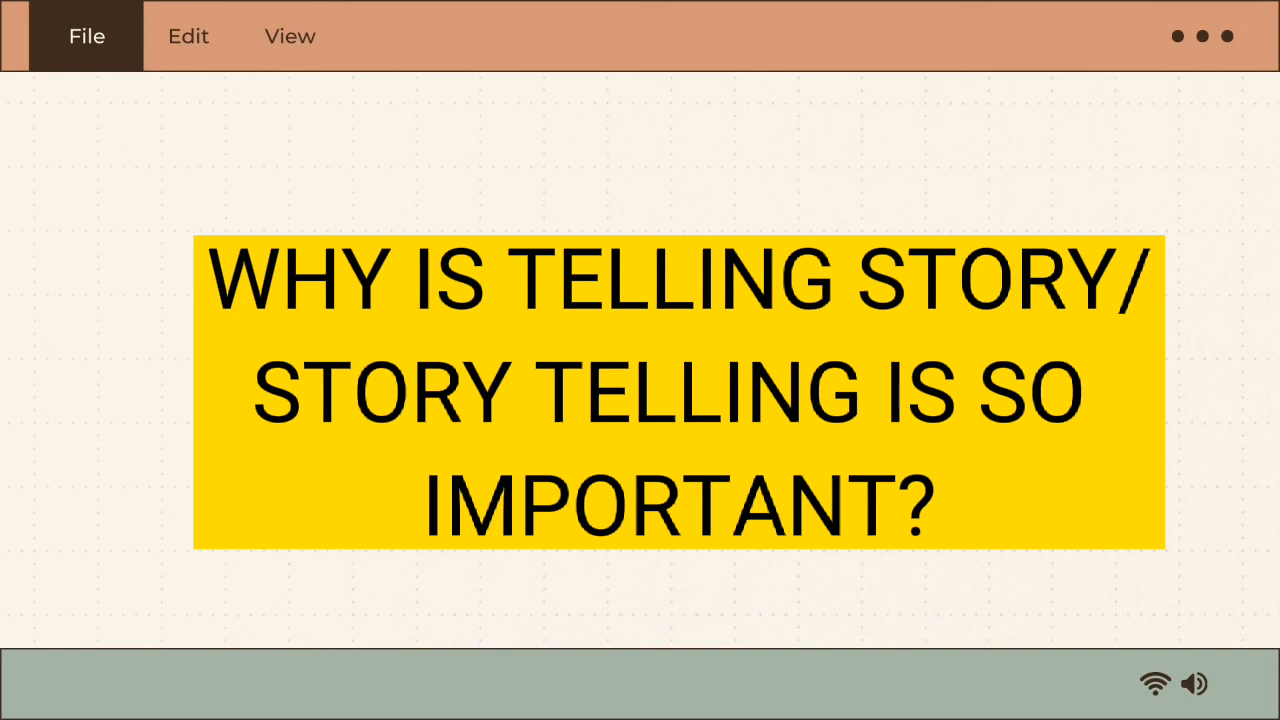 File Edit View
WHY IS TELLING STORY/
STORY TELLING IS SO
IMPORTANT?